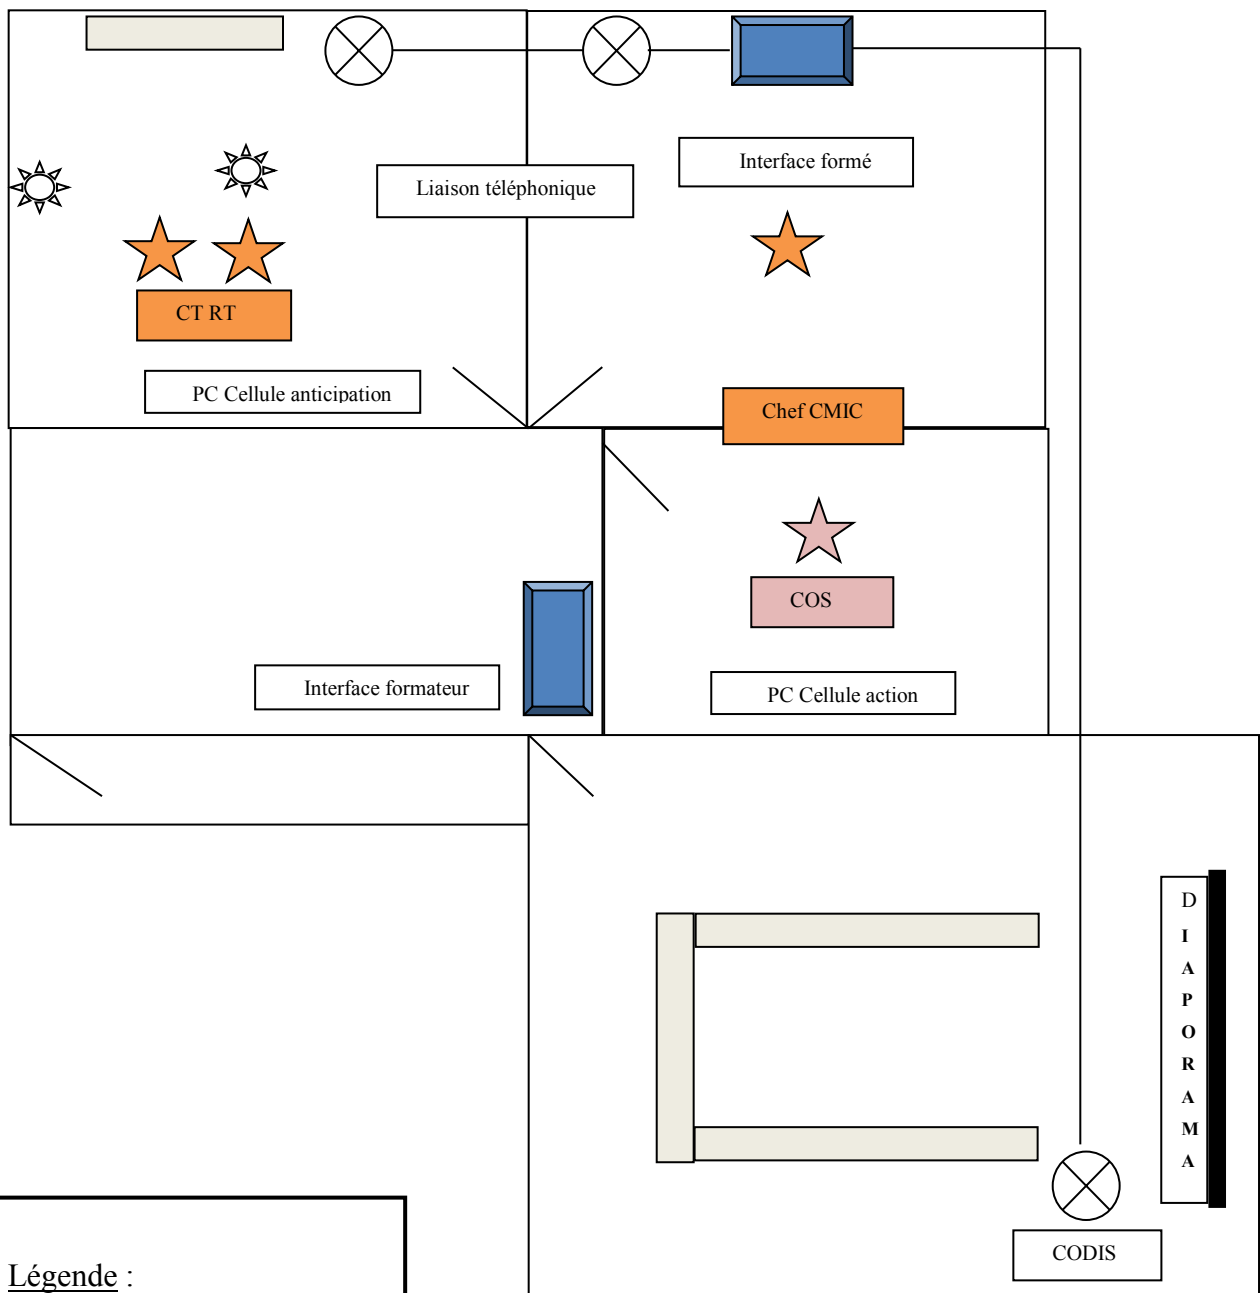 Interface formé
Liaison téléphonique
CT RT
PC Cellule anticipation
Chef CMIC
COS
Interface formateur
PC Cellule action
D
I
A
P
O
R
A
M
A
CODIS
Légende :